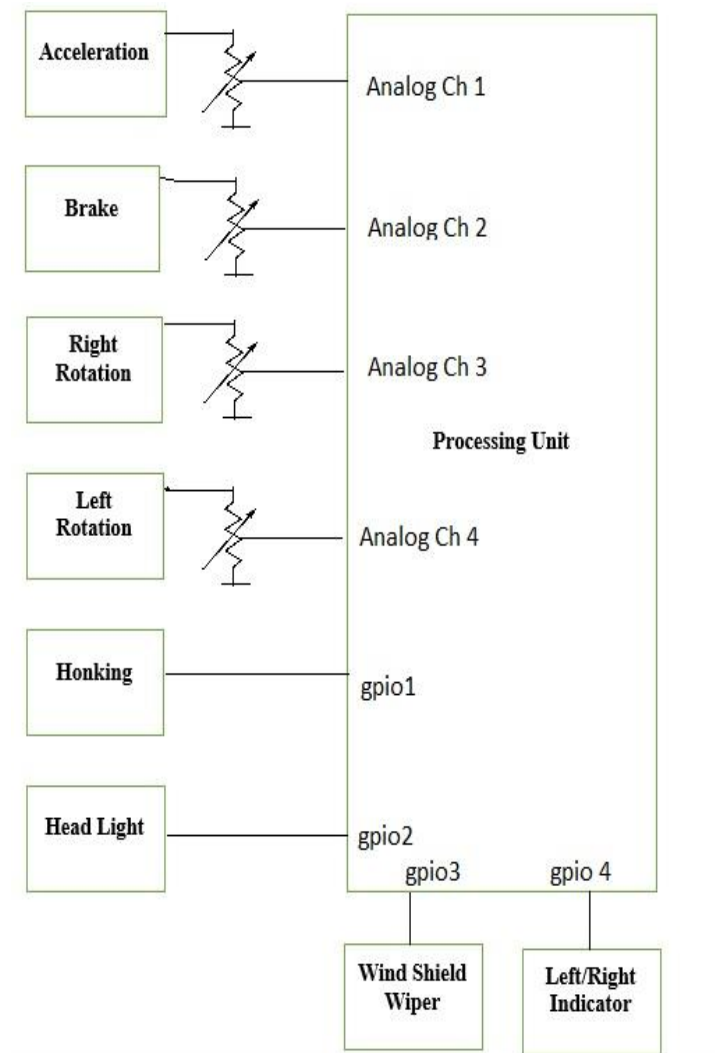 Acceleration
Analog Ch 1
Brake
Analog Ch 2
Right
Rotation
Analog Ch 3
Processing Unit
Left
Rotation
Analog Ch 4
Honking
gpio1
Head Light
gpio2
gpio3
gpio 4
Wind Shield
Wiper
Left/Right
Indicator